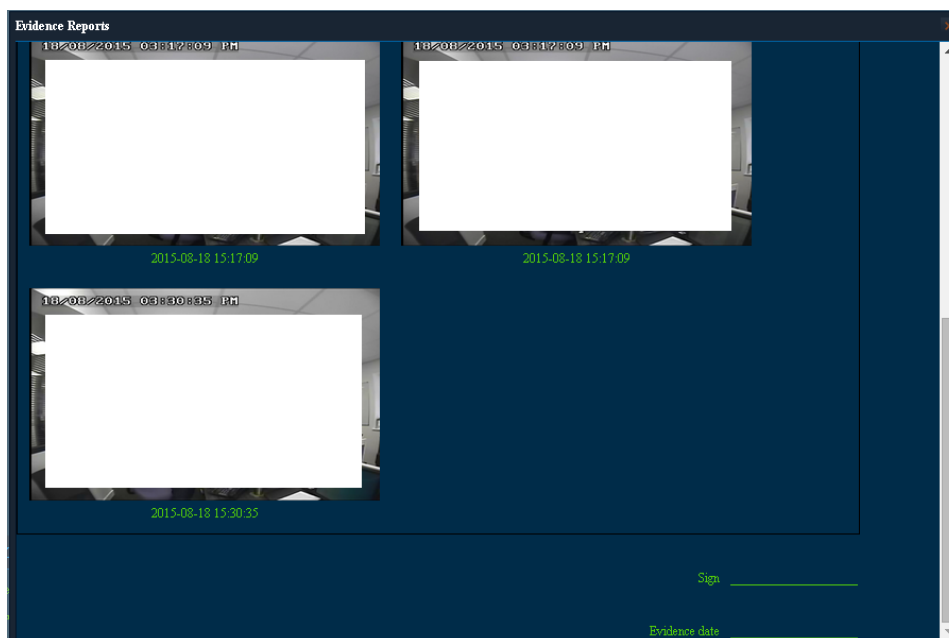 Evidence Reports
18/08/2015 03:17:09 PM
18/08/2015 03:17:09 PM
2015-08-18 15:17:09
2015-08-18 15:17:09
18/08/2015 03:30:35 PM
2015-08-18 15:30:35
Sign
Evidence date